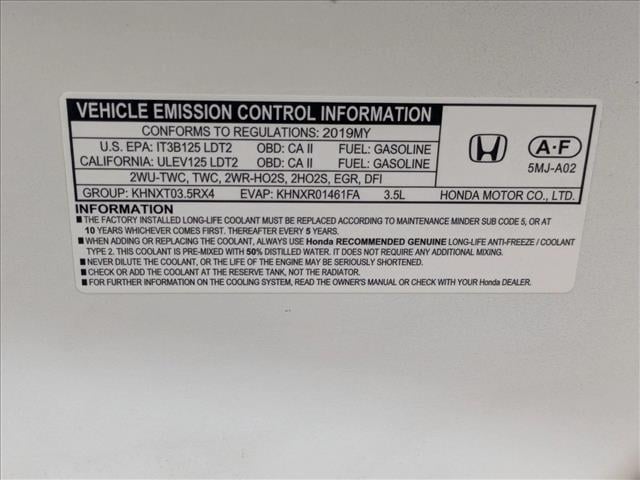 VEHICLE EMISSION CONTROL INFORMATION
CONFORMS TO REGULATIONS: 2019MY
U.S. EPA: IT3B125 LDT2 OBD: CA II FUEL: GASOLINE
CALIFORNIA: ULEV125 LDT2 OBD: CA II FUEL: GASOLINE
2WU-TWC, TWC, 2WR-HO2S, 2HO2S, EGR, DFI
GROUP: KHNXT03.5RX4 EVAP: KHNXR01461FA 3.5L
A·F
5MJ-A02
HONDA MOTOR CO., LTD.
INFORMATION
■ THE FACTORY INSTALLED LONG-LIFE COOLANT MUST BE REPLACED ACCORDING TO MAINTENANCE MINDER SUB CODE 5, OR AT
10 YEARS WHICHEVER COMES FIRST. THEREAFTER EVERY 5 YEARS.
■ WHEN ADDING OR REPLACING THE COOLANT, ALWAYS USE Honda RECOMMENDED GENUINE LONG-LIFE ANTI-FREEZE / COOLANT
TYPE 2. THIS COOLANT IS PRE-MIXED WITH 50% DISTILLED WATER. IT DOES NOT REQUIRE ANY ADDITIONAL MIXING.
■ NEVER DILUTE THE COOLANT, OR THE LIFE OF THE ENGINE MAY BE SERIOUSLY SHORTENED.
■ CHECK OR ADD THE COOLANT AT THE RESERVE TANK, NOT THE RADIATOR.
■ FOR FURTHER INFORMATION ON THE COOLING SYSTEM, READ THE OWNER'S MANUAL OR CHECK WITH YOUR Honda DEALER.